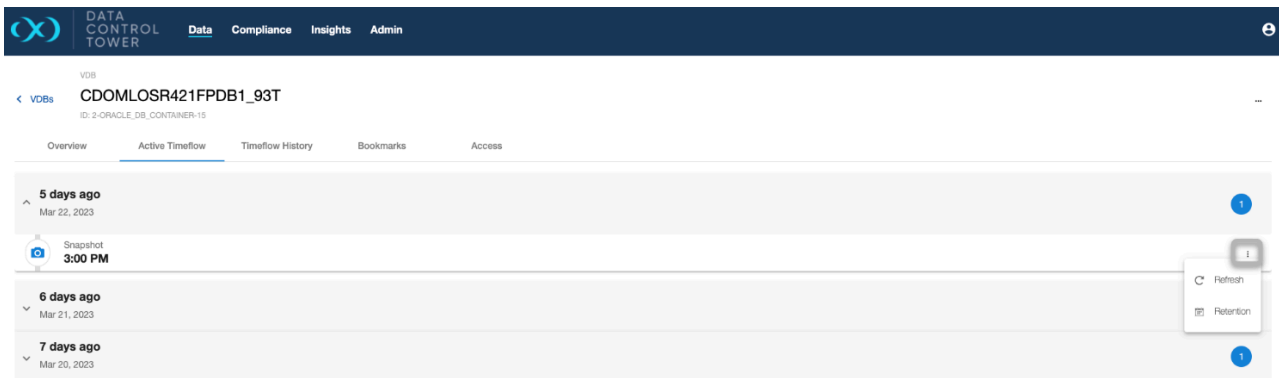 DATA
CONTROL
TOWER
Data Compliance Insights Admin
VDB
VDBs CDOMLOSR421FPDB1_93T
...
ID: 2-ORACLE_DB_CONTAINER-15
Overview Active Timeflow Timeflow History Bookmarks Access
5 days ago
Mar 22, 2023
1
Snapshot
3:00 PM
Refresh
Retention
6 days ago
Mar 21, 2023
7 days ago
Mar 20, 2023
1